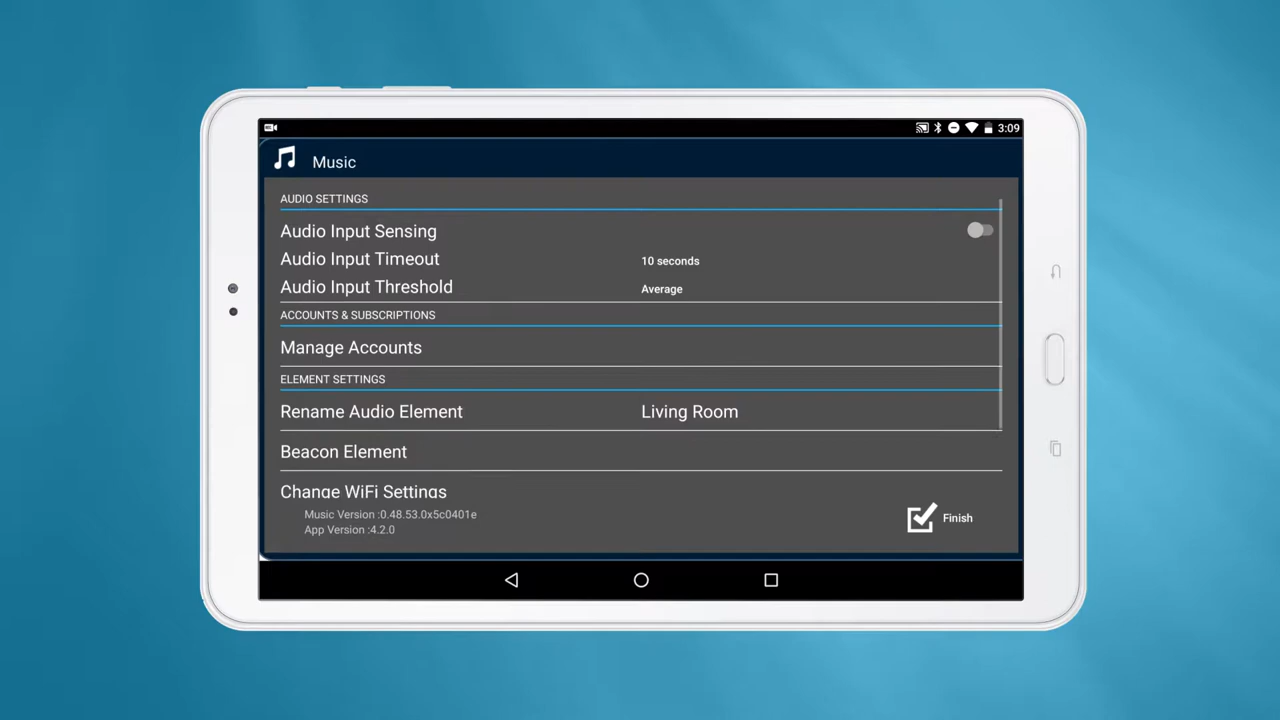 3:09
Music
AUDIO SETTINGS
Audio Input Sensing
Audio Input Timeout 10 seconds
Audio Input Threshold Average
ACCOUNTS & SUBSCRIPTIONS
Manage Accounts
ELEMENT SETTINGS
Rename Audio Element Living Room
Beacon Element
Change WiFi Settings
Music Version :0.48.53.0x5c0401e
App Version :4.2.0
Finish